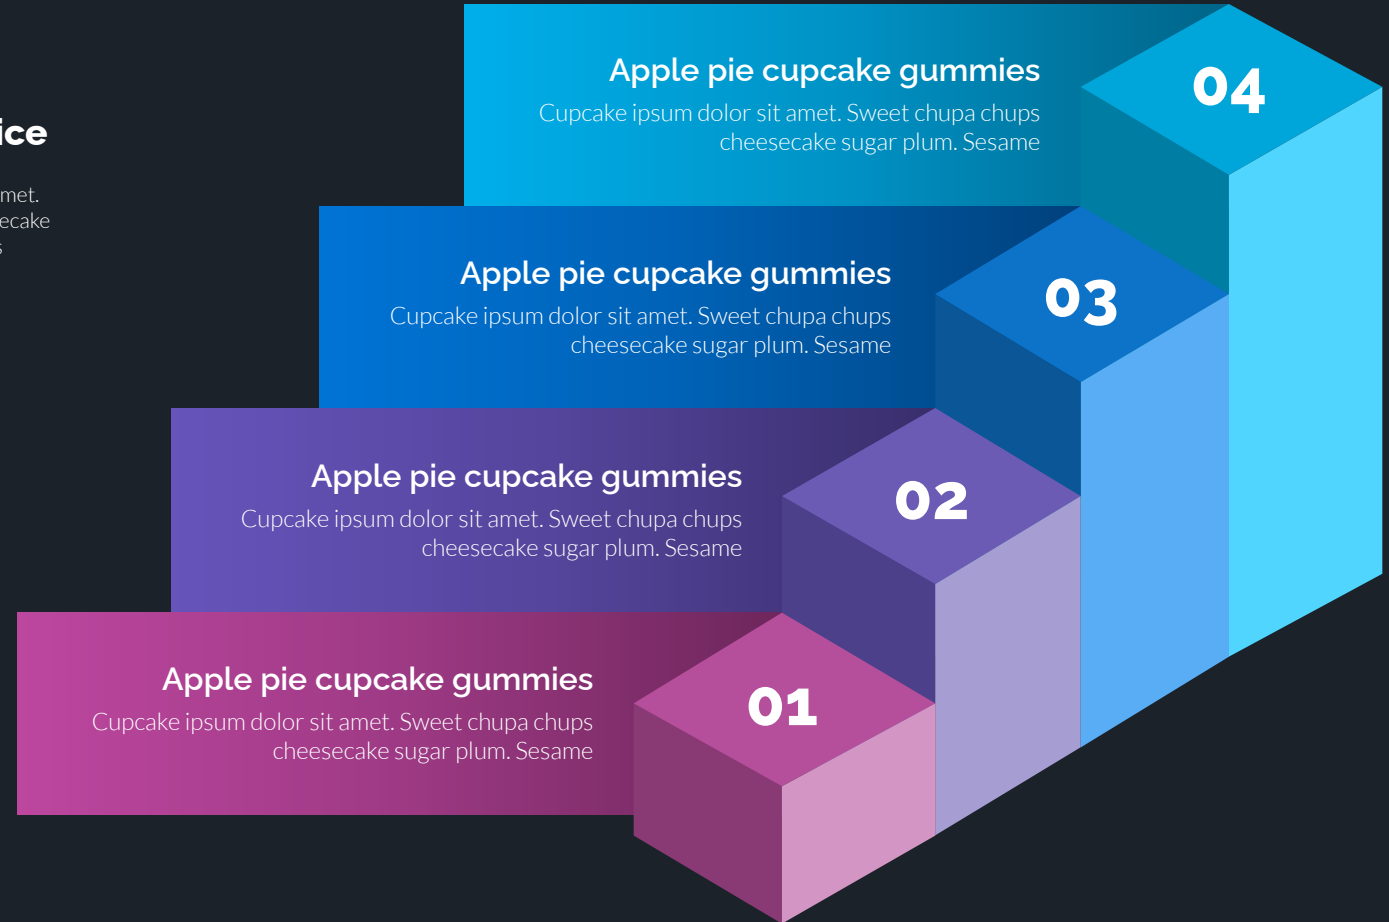 Apple pie cupcake gummies
Cupcake ipsum dolor sit amet. Sweet chupa chups
cheesecake sugar plum. Sesame
04
Apple pie cupcake gummies
Cupcake ipsum dolor sit amet. Sweet chupa chups
cheesecake sugar plum. Sesame
03
Apple pie cupcake gummies
Cupcake ipsum dolor sit amet. Sweet chupa chups
cheesecake sugar plum. Sesame
02
Apple pie cupcake gummies
Cupcake ipsum dolor sit amet. Sweet chupa chups
cheesecake sugar plum. Sesame
01